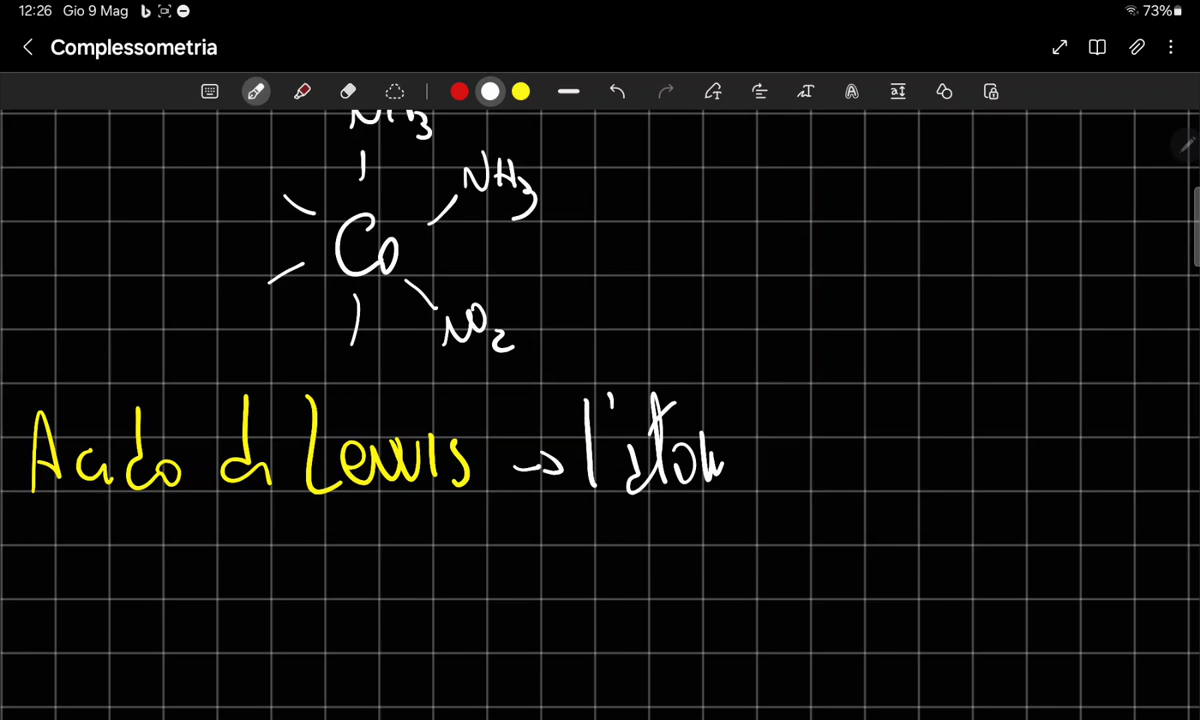 12:26 Gio 9 Mag 73%
Complessometria
NH3
NH3
Co
NO2
Acido di Lewis → l'atom